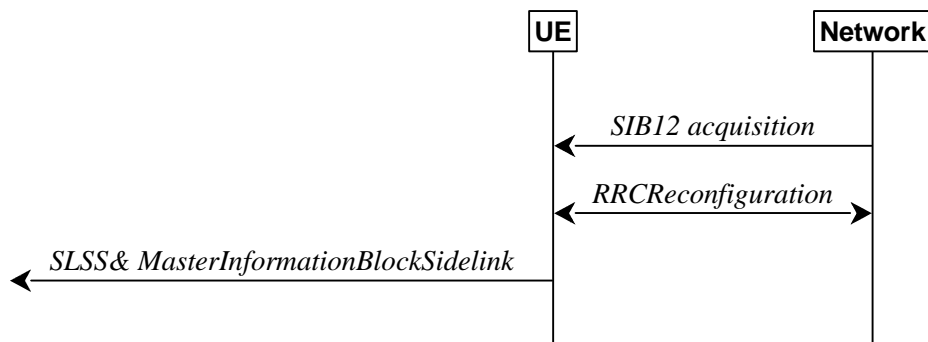 UE
Network
SIB12 acquisition
RRCReconfiguration
SLSS& MasterInformationBlockSidelink